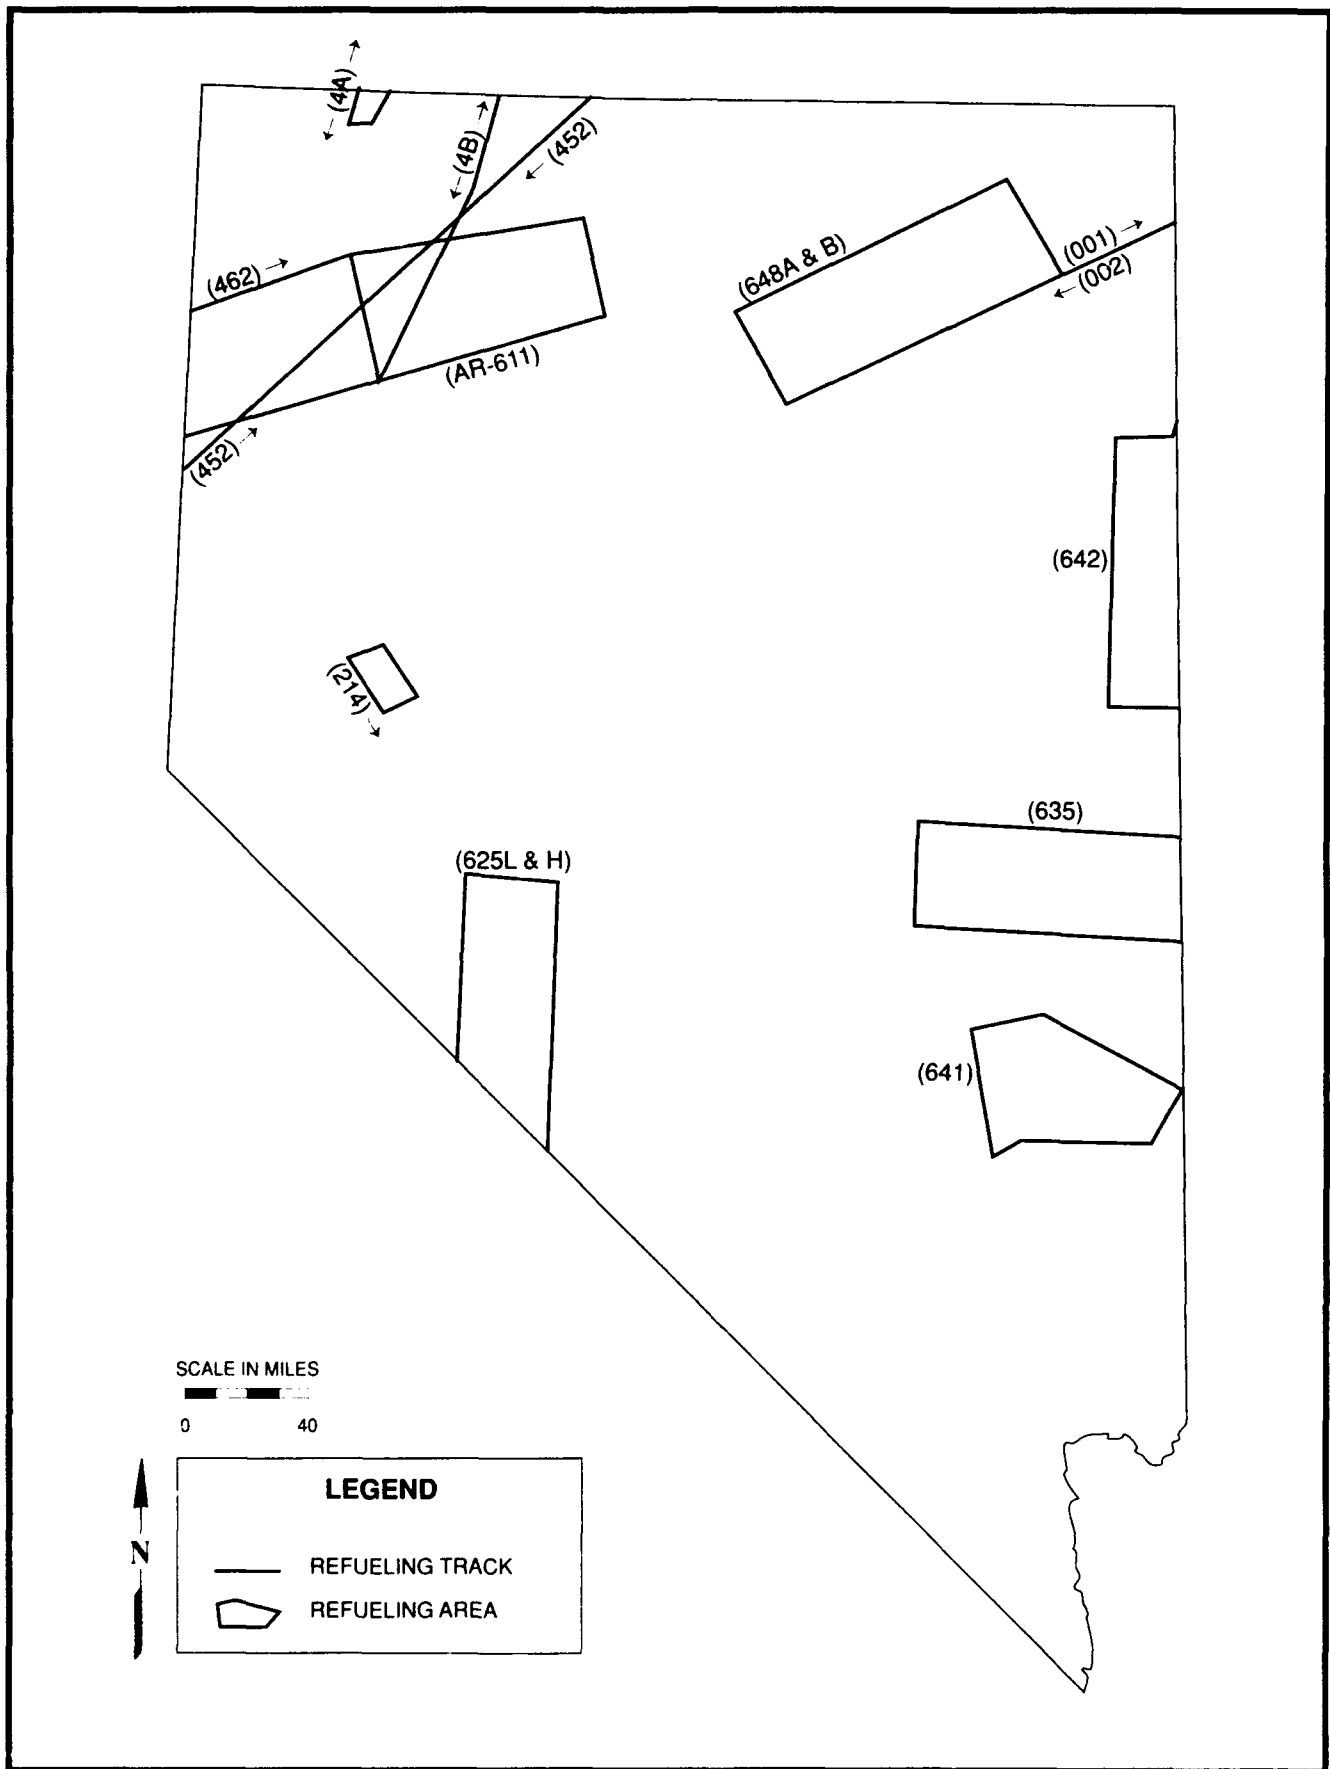 ← (4A) →
← (4B) →
← (452)
(462) →
(648A & B)
(001) →
← (002)
(AR-611)
(452) →
(642)
(214) →
(635)
(625L & H)
(641)
SCALE IN MILES
0 40
N
LEGEND
REFUELING TRACK
REFUELING AREA